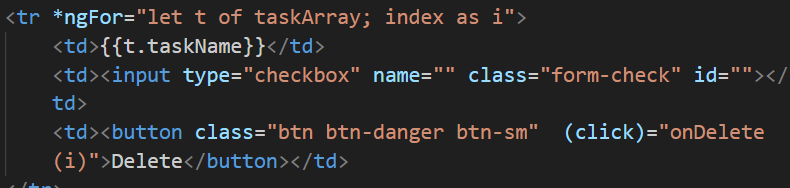 <tr *ngFor="let t of taskArray; index as i">
<td>{{t.taskName}}</td>
<td><input type="checkbox" name="" class="form-check" id=""></
td>
<td><button class="btn btn-danger btn-sm"  (click)="onDelete
(i)">Delete</button></td>
</tr>